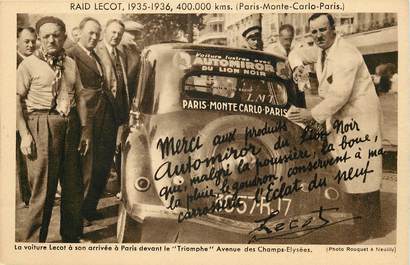 RAID LECOT, 1935-1936, 400.000 kms. (Paris-Monte-Carlo-Paris.)
Voiture lustrée avec
AUTOMIROR
DU LION NOIR
L.M.T.
PARIS-MONTE CARLO-PARIS
Merci aux produits
Automiror du Lion Noir
qui, malgré la poussière, la boue,
la pluie, le goudron, conservent à ma
carrosserie l'Eclat du neuf
Lecot
La voiture Lecot à son arrivée à Paris devant le "Triomphe" Avenue des Champs-Elysées.
(Photo Rouquet à Neuilly)